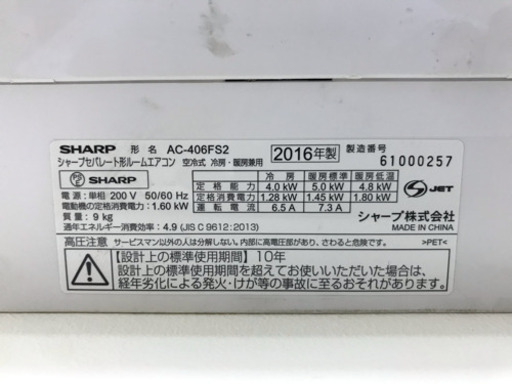 SHARP 形名 AC-406FS2 2016年製 製造番号
シャープセパレート形ルームエアコン 空冷式 冷房・暖房兼用 61000257
SHARP
冷房 暖房標準 暖房低温
定格能力 4.0 kW 5.0 kW 4.8 kW
定格消費電力 1.28 kW 1.45 kW 1.80 kW
運転電流 6.5 A 7.3 A
S JET
電源:単相 200 V 50/60 Hz
電動機の定格消費電力:1.60 kW
質量:9 kg
通年エネルギー消費効率:4.9 (JIS C 9612:2013)
シャープ株式会社
MADE IN CHINA
高圧注意 サービスマン以外の人は分解しない。内部に高電圧部があり、さわると危険です。 >PET<
【設計上の標準使用期間】10年
設計上の標準使用期間を超えてお使いいただいた場合は、
経年劣化による発火・けが等の事故に至るおそれがあります。